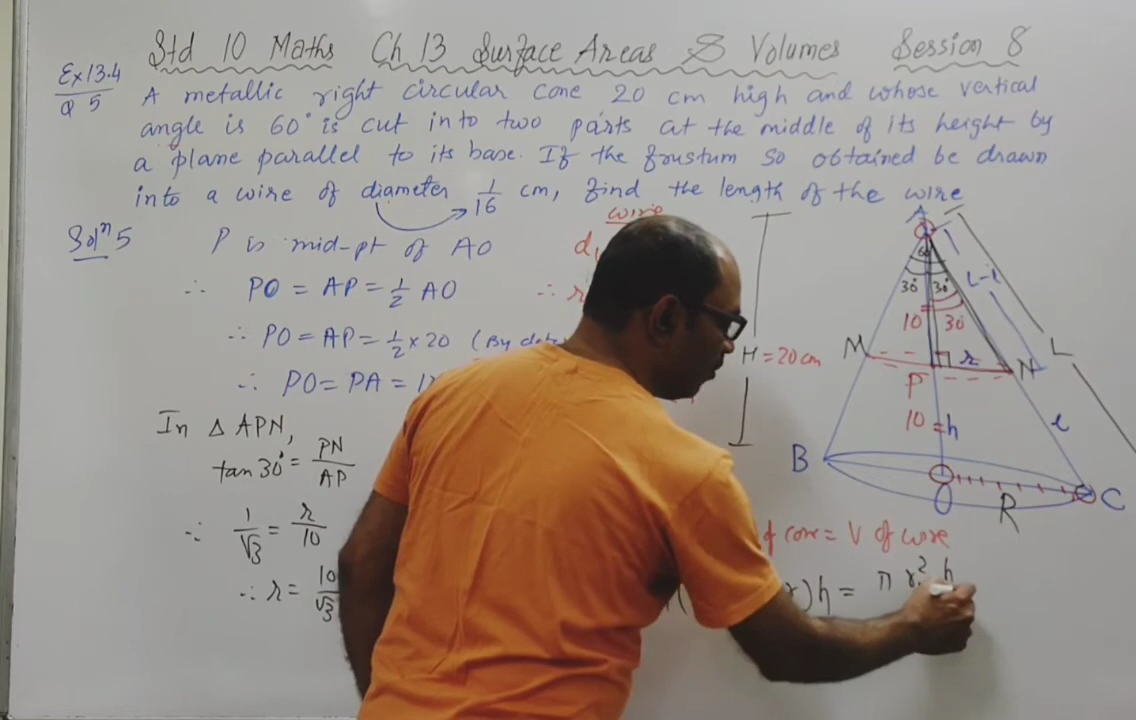 Std 10 Maths Ch 13 Surface Areas & Volumes Session 8
Ex 13.4
Q 5
A metallic right circular cone 20 cm high and whose vertical
angle is 60° is cut into two parts at the middle of its height by
a plane parallel to its base. If the frustum so obtained be drawn
into a wire of diameter 1/16 cm, find the length of the wire
Solⁿ 5
P is mid-pt of AO
∴ PO = AP = 1/2 AO
∴ PO = AP = 1/2 × 20 (By data
∴ PO = PA =
In Δ APN,
tan 30° = PN/AP
∴ 1/√3 = r/10
∴ r = 10/√3
wire
d₁
∴ r
H = 20 cm
A
60
30° 30°
10 30
L-l
L
M
r
N
P
10
h
l
B
O
R
C
of cone = V of wire
r)h = π r² h